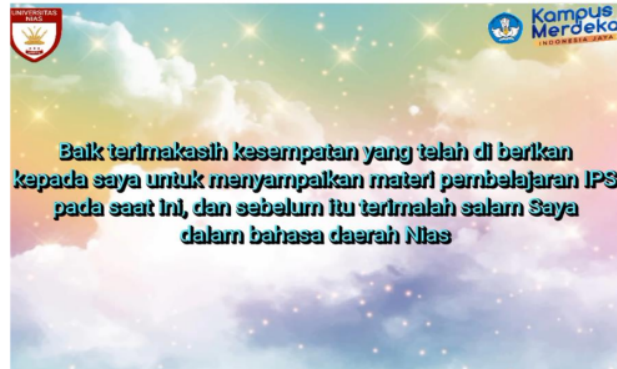 UNIVERSITAS
NIAS
Kampus
Merdeka
INDONESIA JAYA
Baik terimakasih kesempatan yang telah di berikan
kepada saya untuk menyampaikan materi pembelajaran IPS
pada saat ini, dan sebelum itu terimalah salam Saya
dalam bahasa daerah Nias